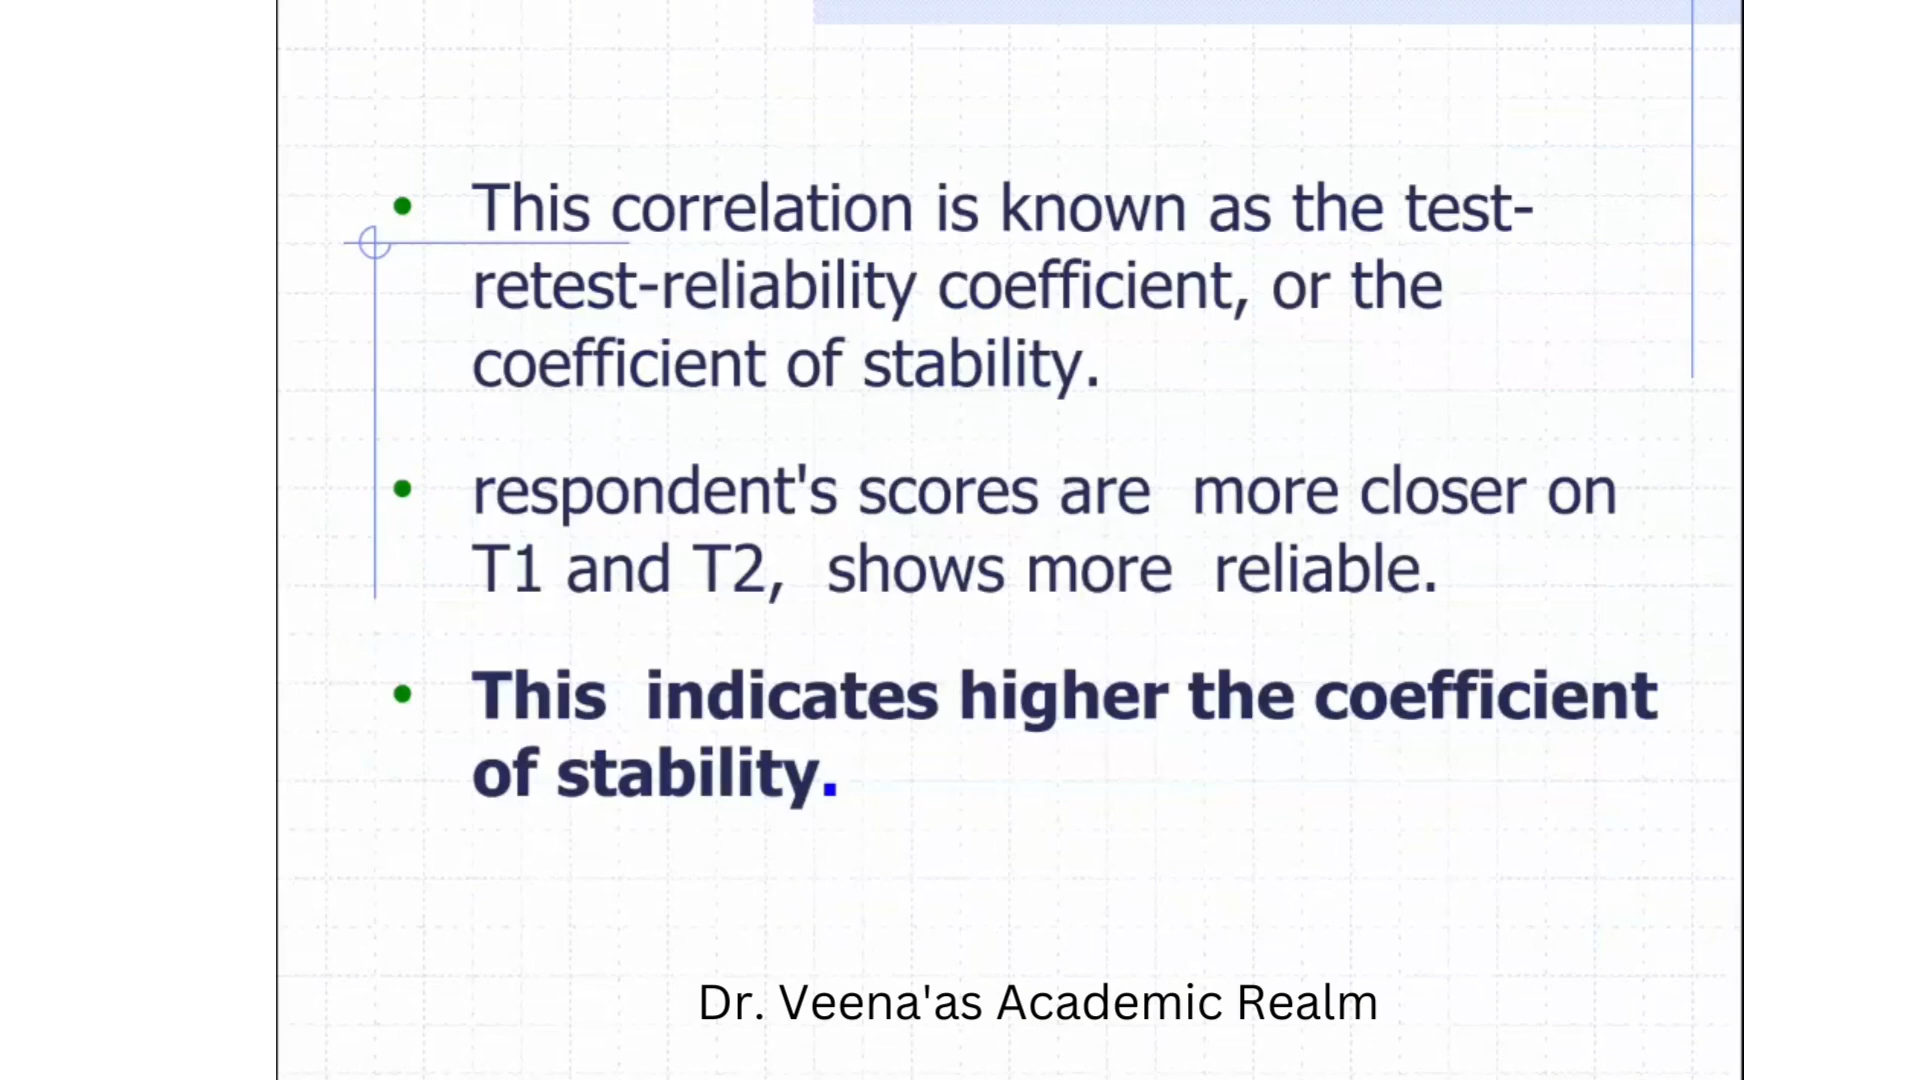 • This correlation is known as the test-
retest-reliability coefficient, or the
coefficient of stability.
• respondent's scores are  more closer on
T1 and T2,  shows more  reliable.
• This  indicates higher the coefficient
of stability.
Dr. Veena'as Academic Realm